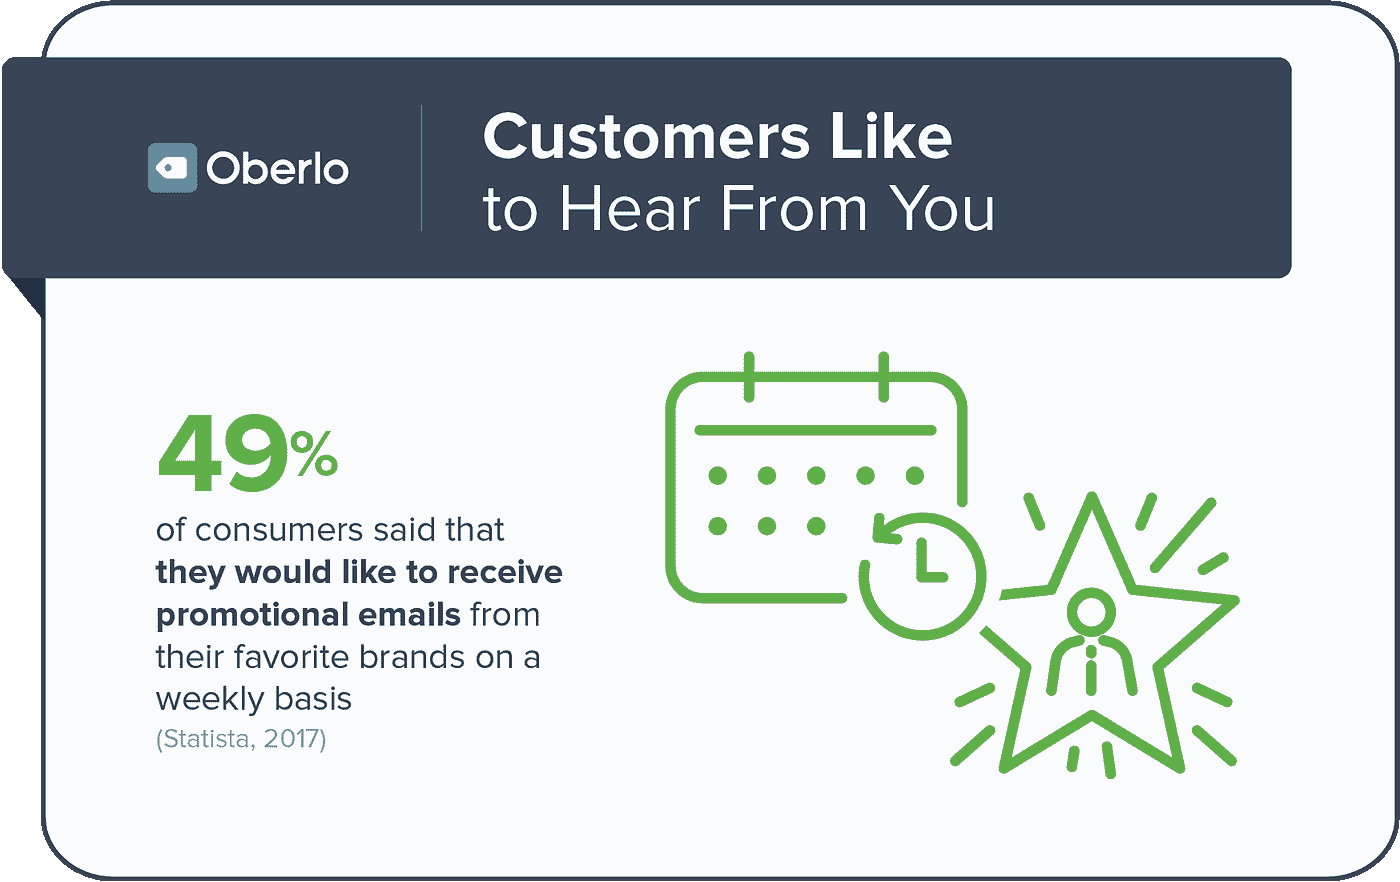 Oberlo
Customers Like
to Hear From You
49%
of consumers said that
they would like to receive
promotional emails from
their favorite brands on a
weekly basis
(Statista, 2017)